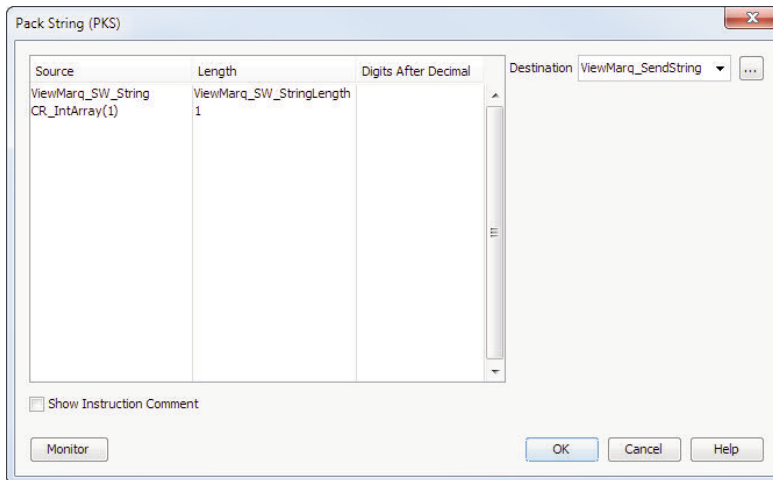 Pack String (PKS)
Source Length Digits After Decimal Destination ViewMarq_SendString ...
ViewMarq_SW_String ViewMarq_SW_StringLength
CR_IntArray(1) 1
Show Instruction Comment
Monitor OK Cancel Help